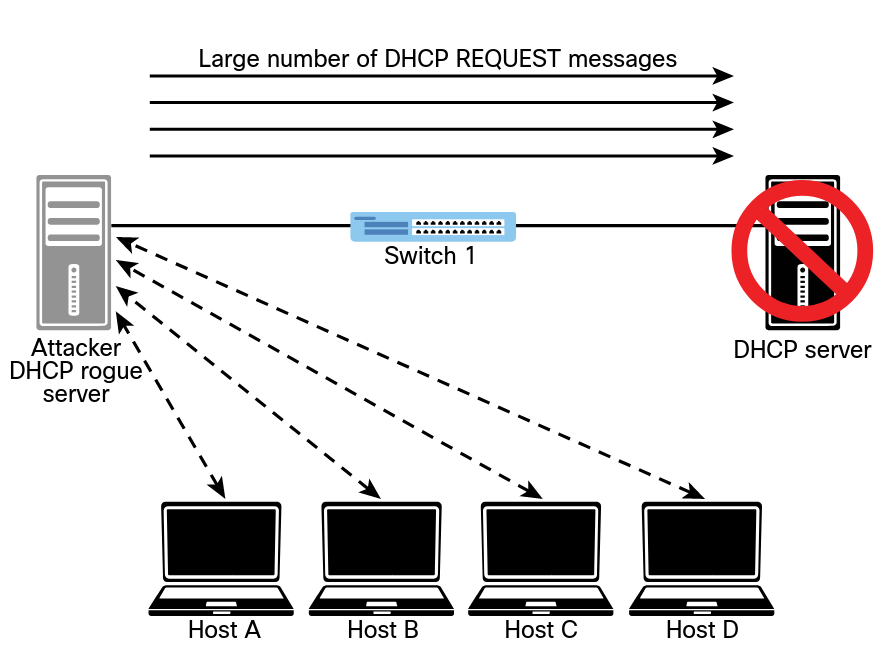 Large number of DHCP REQUEST messages
Switch 1
Attacker
DHCP rogue
server
DHCP server
Host A
Host B
Host C
Host D